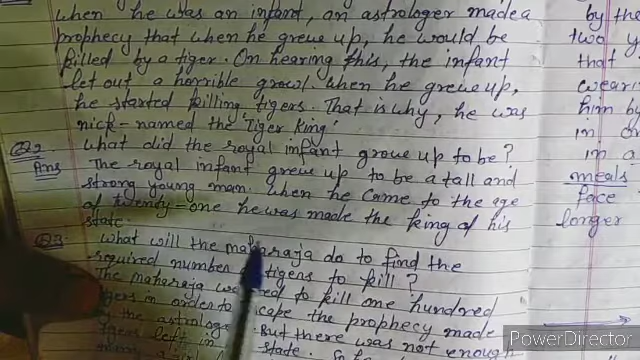 when he was an infant, an astrologer made a
prophecy that when he grew up, he would be
killed by a tiger. On hearing this, the infant
let out a horrible growl. When he grew up,
he started killing tigers. That is why, he was
nick-named the 'Tiger King'
Q2 What did the royal infant grow up to be?
Ans The royal infant grew up to be a tall and
strong young man. When he came to the age
of twenty-one he was made the king of his
state.
Q3. What will the maharaja do to find the
required number tigers to kill?
The maharaja to kill one hundred
in order to the prophecy made
the But there was not enough
left in state.
by the
two y
that
wearin
him by
in
in a
meals
face
longer
PowerDirector